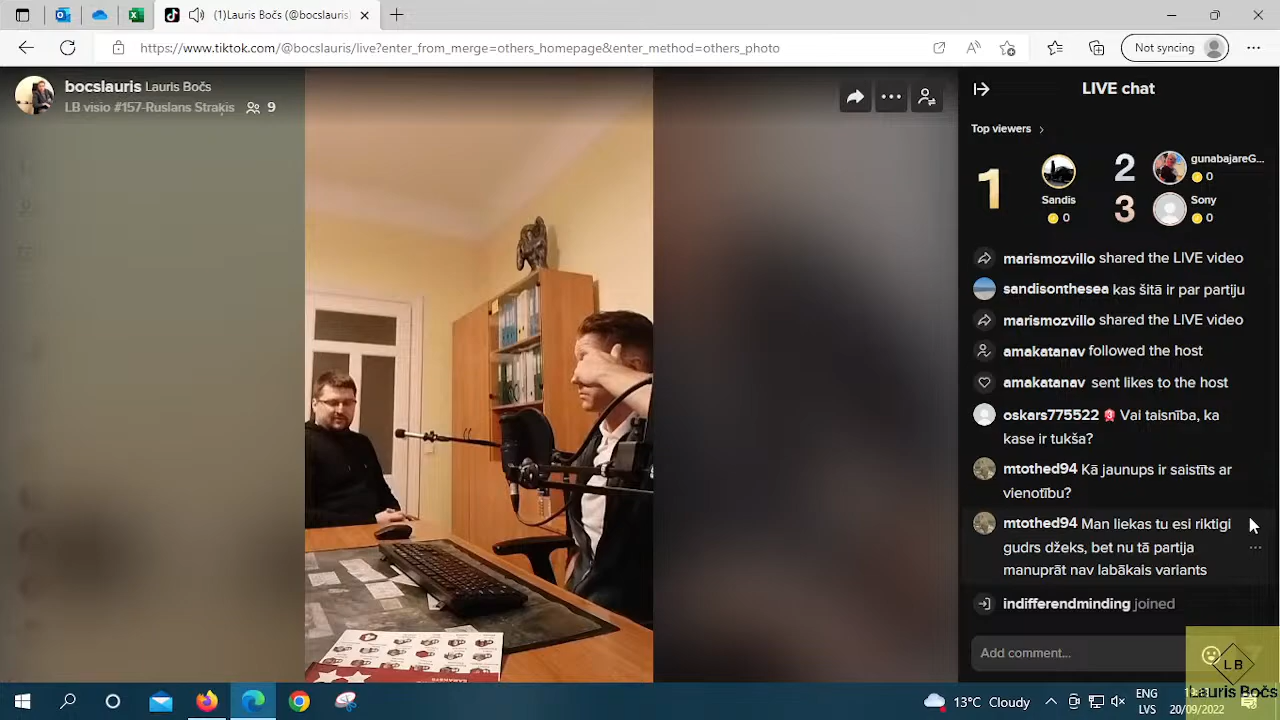 (1)Lauris Bočs (@bocslauris
https://www.tiktok.com/@bocslauris/live?enter_from_merge=others_homepage&enter_method=others_photo
Not syncing
bocslauris Lauris Bočs
LB visio #157-Ruslans Straķis 9
LIVE chat
Top viewers
1
Sandis
0
2
gunabajareG...
0
3
Sony
0
marismozvillo shared the LIVE video
sandisonthesea kas šitā ir par partiju
marismozvillo shared the LIVE video
amakatanav followed the host
amakatanav sent likes to the host
oskars775522 Vai taisnība, ka
kase ir tukša?
mtothed94 Kā jaunups ir saistīts ar
vienotību?
mtothed94 Man liekas tu esi riktigi
gudrs džeks, bet nu tā partija
manuprāt nav labākais variants
indifferendminding joined
Add comment...
LB
Lauris Bočs
13°C Cloudy
ENG
LVS
20/09/2022